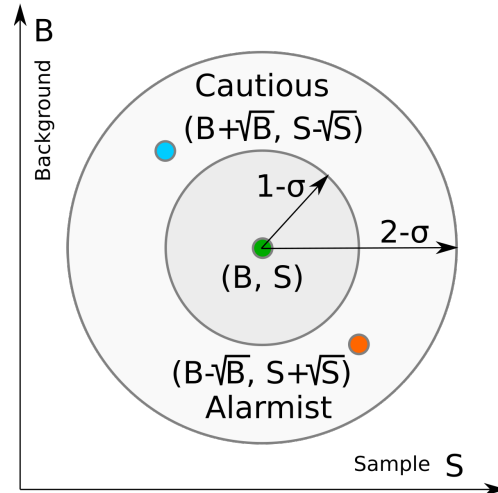 B
Background
Cautious
(B+√B, S-√S)
1-σ
2-σ
(B, S)
(B-√B, S+√S)
Alarmist
Sample S